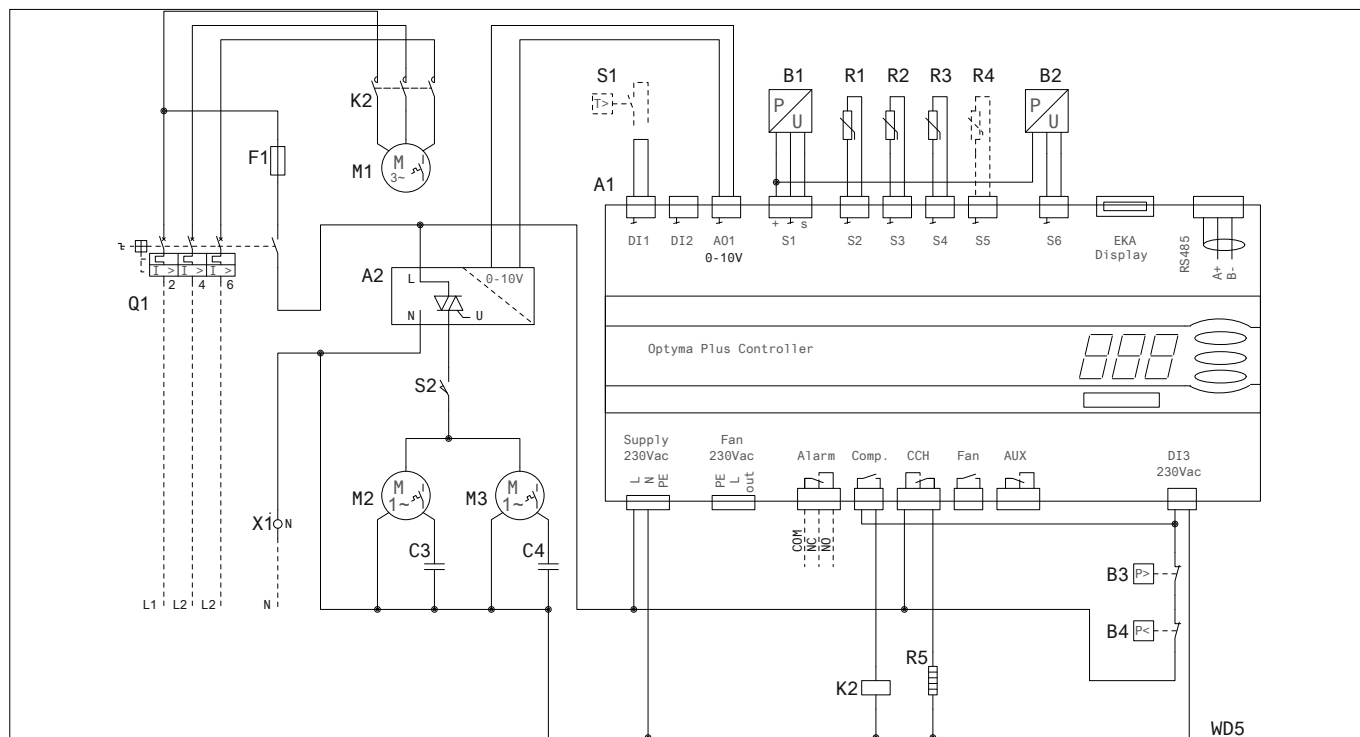 S1
B1
R1
R2
R3
R4
B2
T>
P
U
P
U
K2
F1
M1
M
3~
A1
+
s
DI1
DI2
AO1
S1
S2
S3
S4
S5
S6
EKA
Display
RS485
A+
B-
0-10V
I >
I >
I >
2
4
6
Q1
A2
L
0-10V
N
U
Optyma Plus Controller
S2
Supply
230Vac
Fan
230Vac
Alarm
Comp.
CCH
Fan
AUX
DI3
230Vac
L
N
PE
PE
L
out
M2
M
1~
M3
M
1~
X1
N
C3
C4
COM
NC
NO
B3
P>
B4
P<
L1
L2
L2
N
R5
K2
WD5